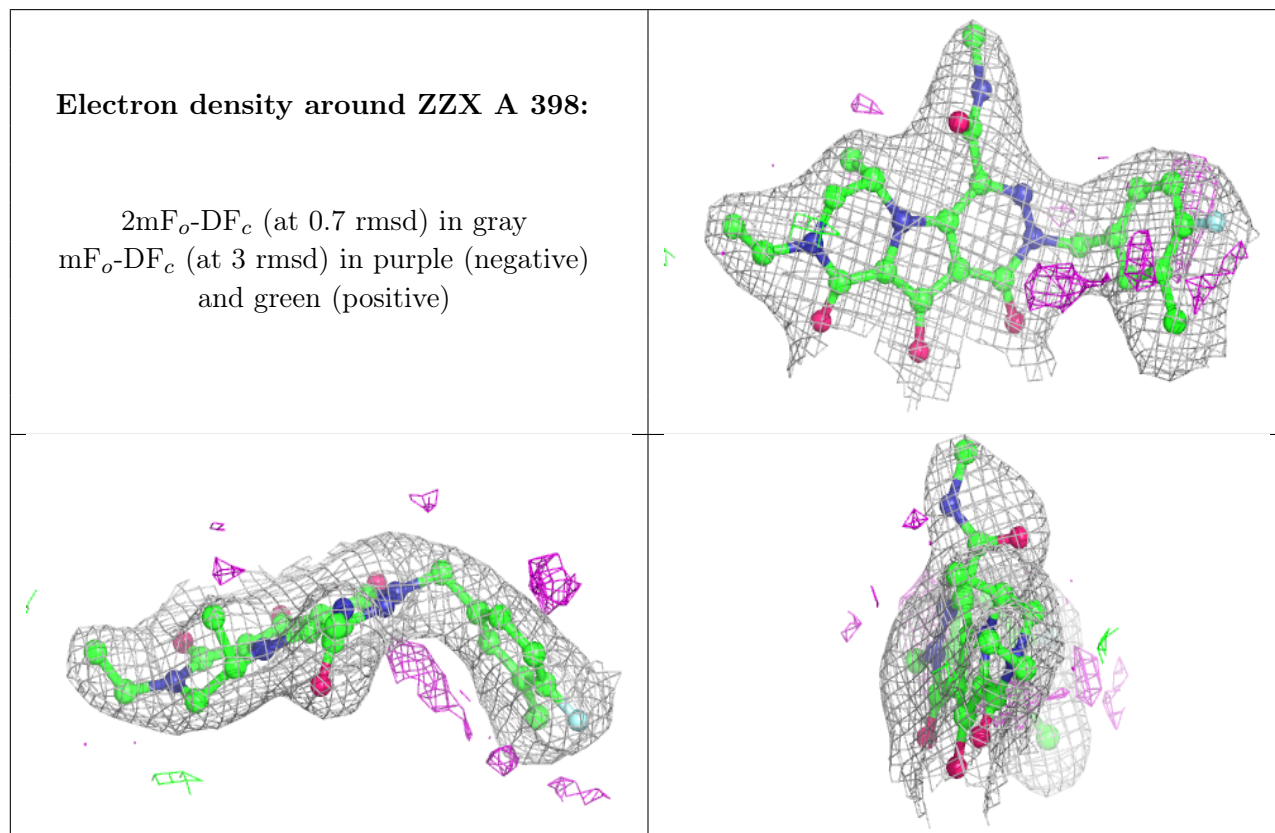 Electron density around ZZX A 398:
2mFo-DFc (at 0.7 rmsd) in gray
mFo-DFc (at 3 rmsd) in purple (negative)
and green (positive)